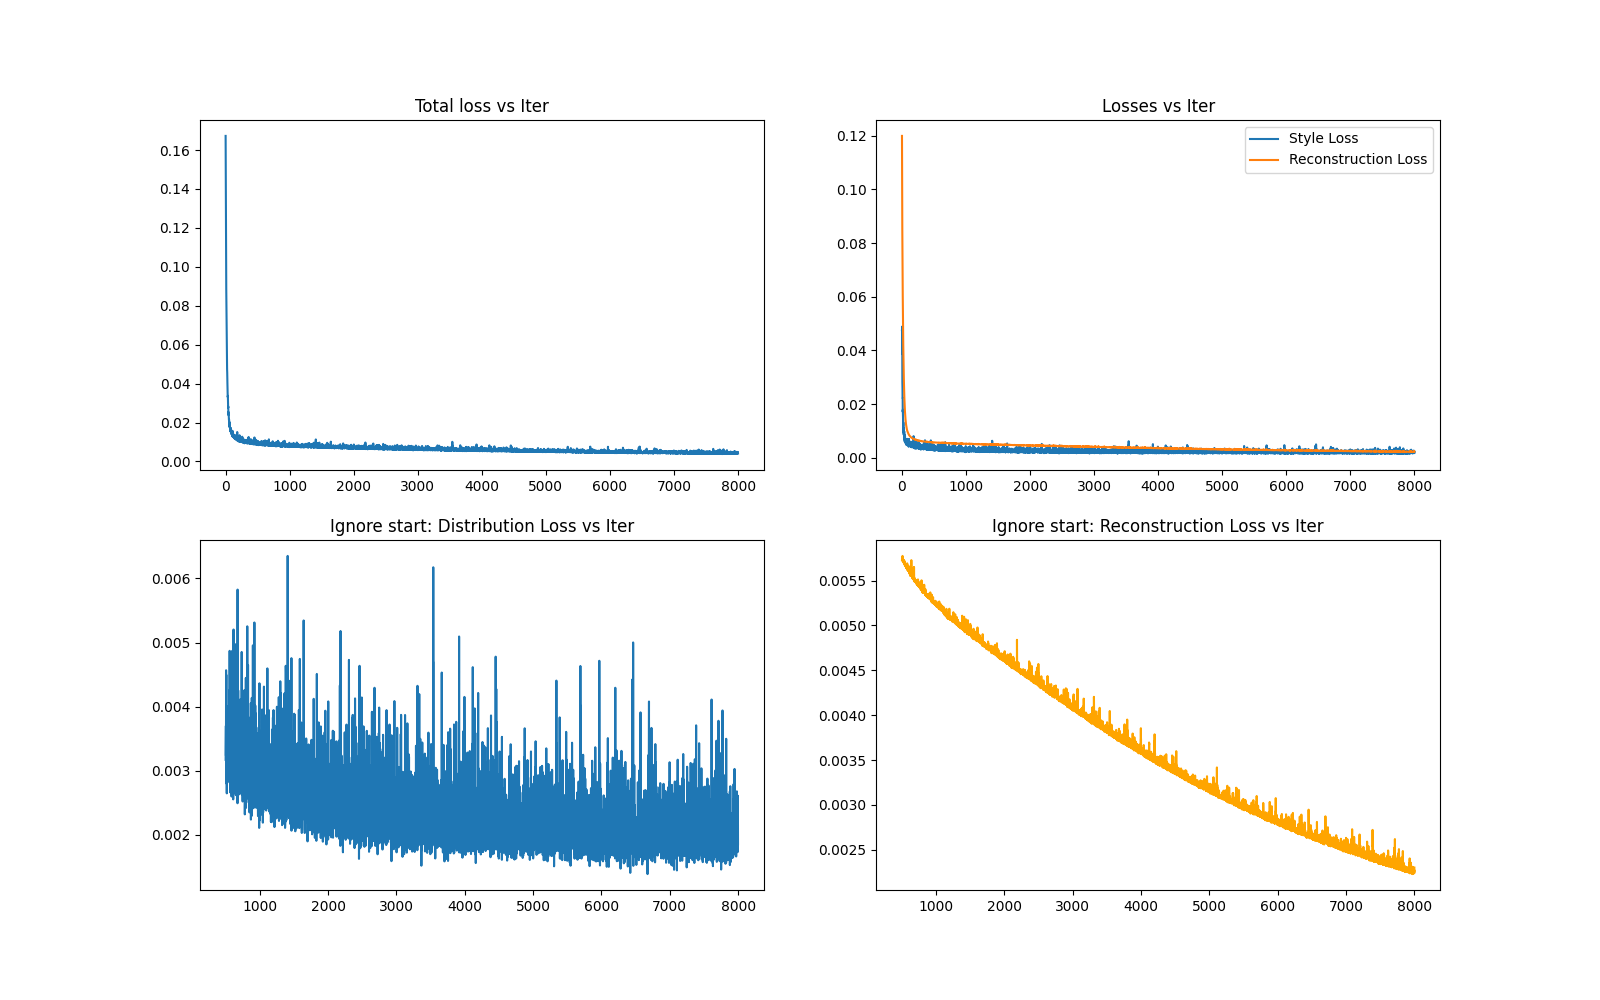 Total loss vs Iter
0.16
0.14
0.12
0.10
0.08
0.06
0.04
0.02
0.00
0 1000 2000 3000 4000 5000 6000 7000 8000
Losses vs Iter
Style Loss
Reconstruction Loss
0.12
0.10
0.08
0.06
0.04
0.02
0.00
0 1000 2000 3000 4000 5000 6000 7000 8000
Ignore start: Distribution Loss vs Iter
0.006
0.005
0.004
0.003
0.002
1000 2000 3000 4000 5000 6000 7000 8000
Ignore start: Reconstruction Loss vs Iter
0.0055
0.0050
0.0045
0.0040
0.0035
0.0030
0.0025
1000 2000 3000 4000 5000 6000 7000 8000